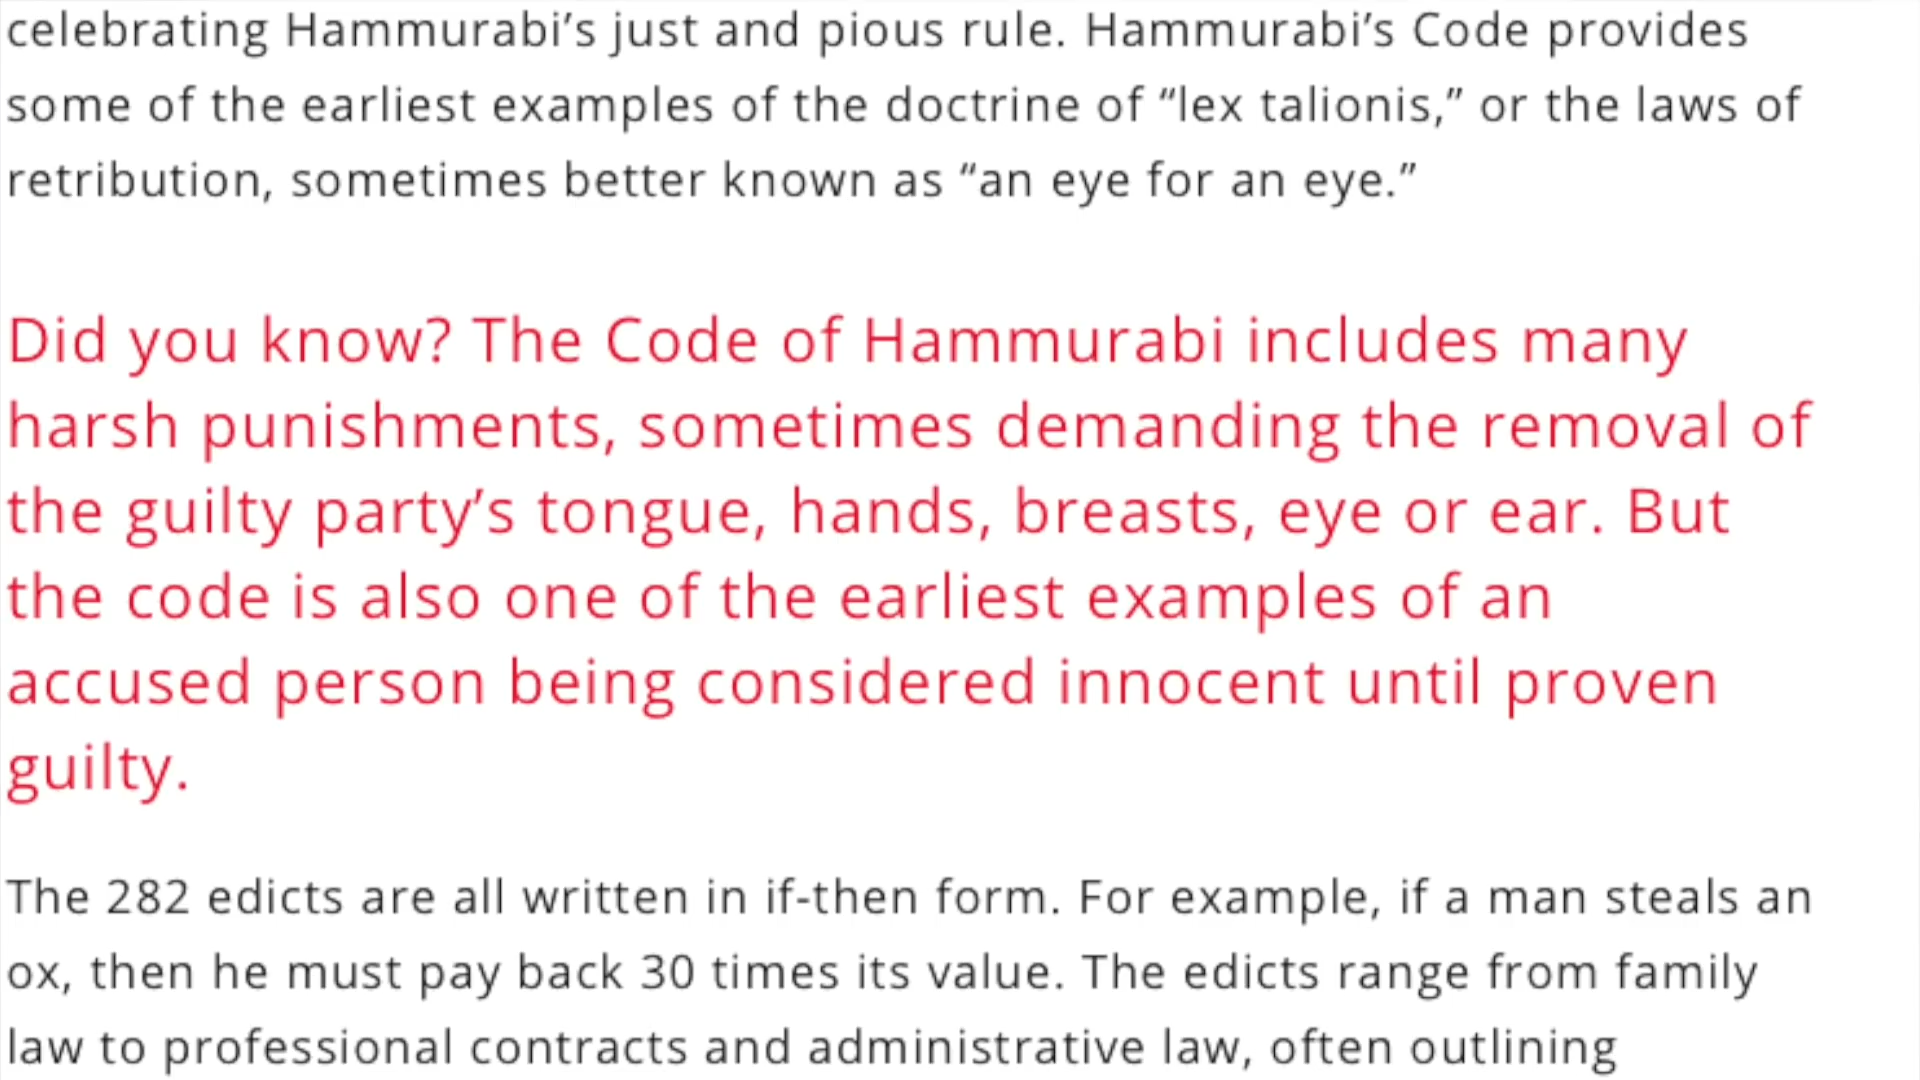 celebrating Hammurabi’s just and pious rule. Hammurabi’s Code provides
some of the earliest examples of the doctrine of “lex talionis,” or the laws of
retribution, sometimes better known as “an eye for an eye.”
Did you know? The Code of Hammurabi includes many
harsh punishments, sometimes demanding the removal of
the guilty party’s tongue, hands, breasts, eye or ear. But
the code is also one of the earliest examples of an
accused person being considered innocent until proven
guilty.
The 282 edicts are all written in if-then form. For example, if a man steals an
ox, then he must pay back 30 times its value. The edicts range from family
law to professional contracts and administrative law, often outlining